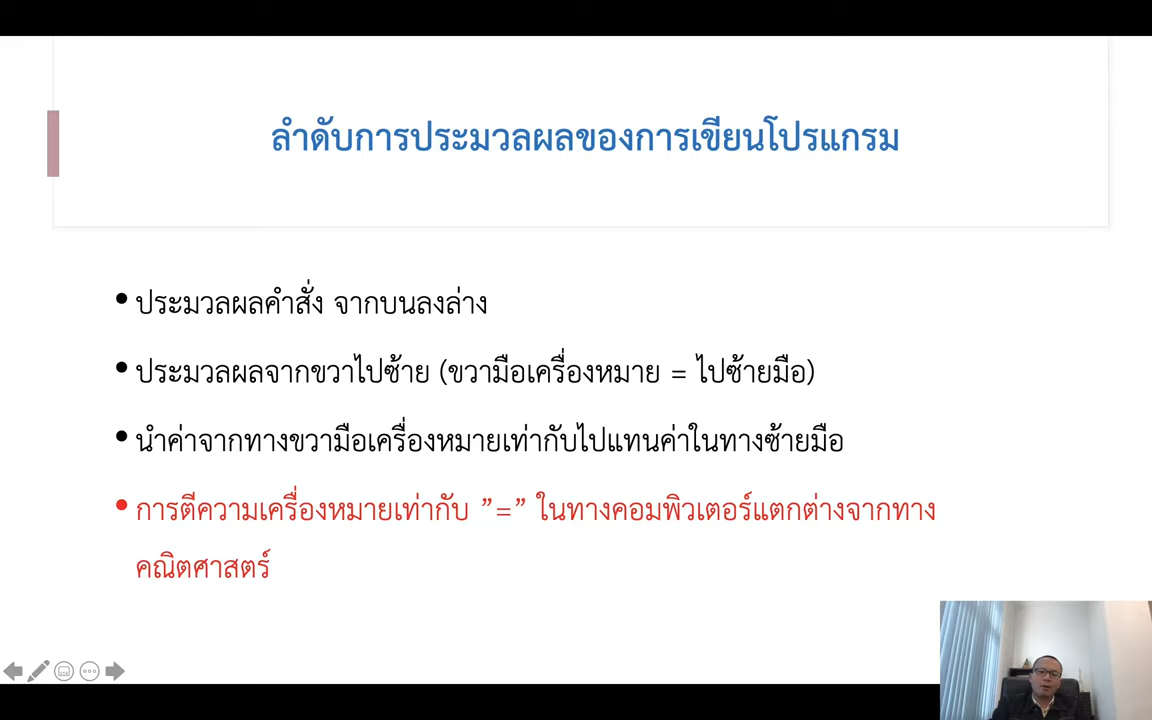 ลำดับการประมวลผลของการเขียนโปรแกรม
• ประมวลผลคำสั่ง จากบนลงล่าง
• ประมวลผลจากขวาไปซ้าย (ขวามือเครื่องหมาย = ไปซ้ายมือ)
• นำค่าจากทางขวามือเครื่องหมายเท่ากับไปแทนค่าในทางซ้ายมือ
• การตีความเครื่องหมายเท่ากับ ”=” ในทางคอมพิวเตอร์แตกต่างจากทาง
คณิตศาสตร์